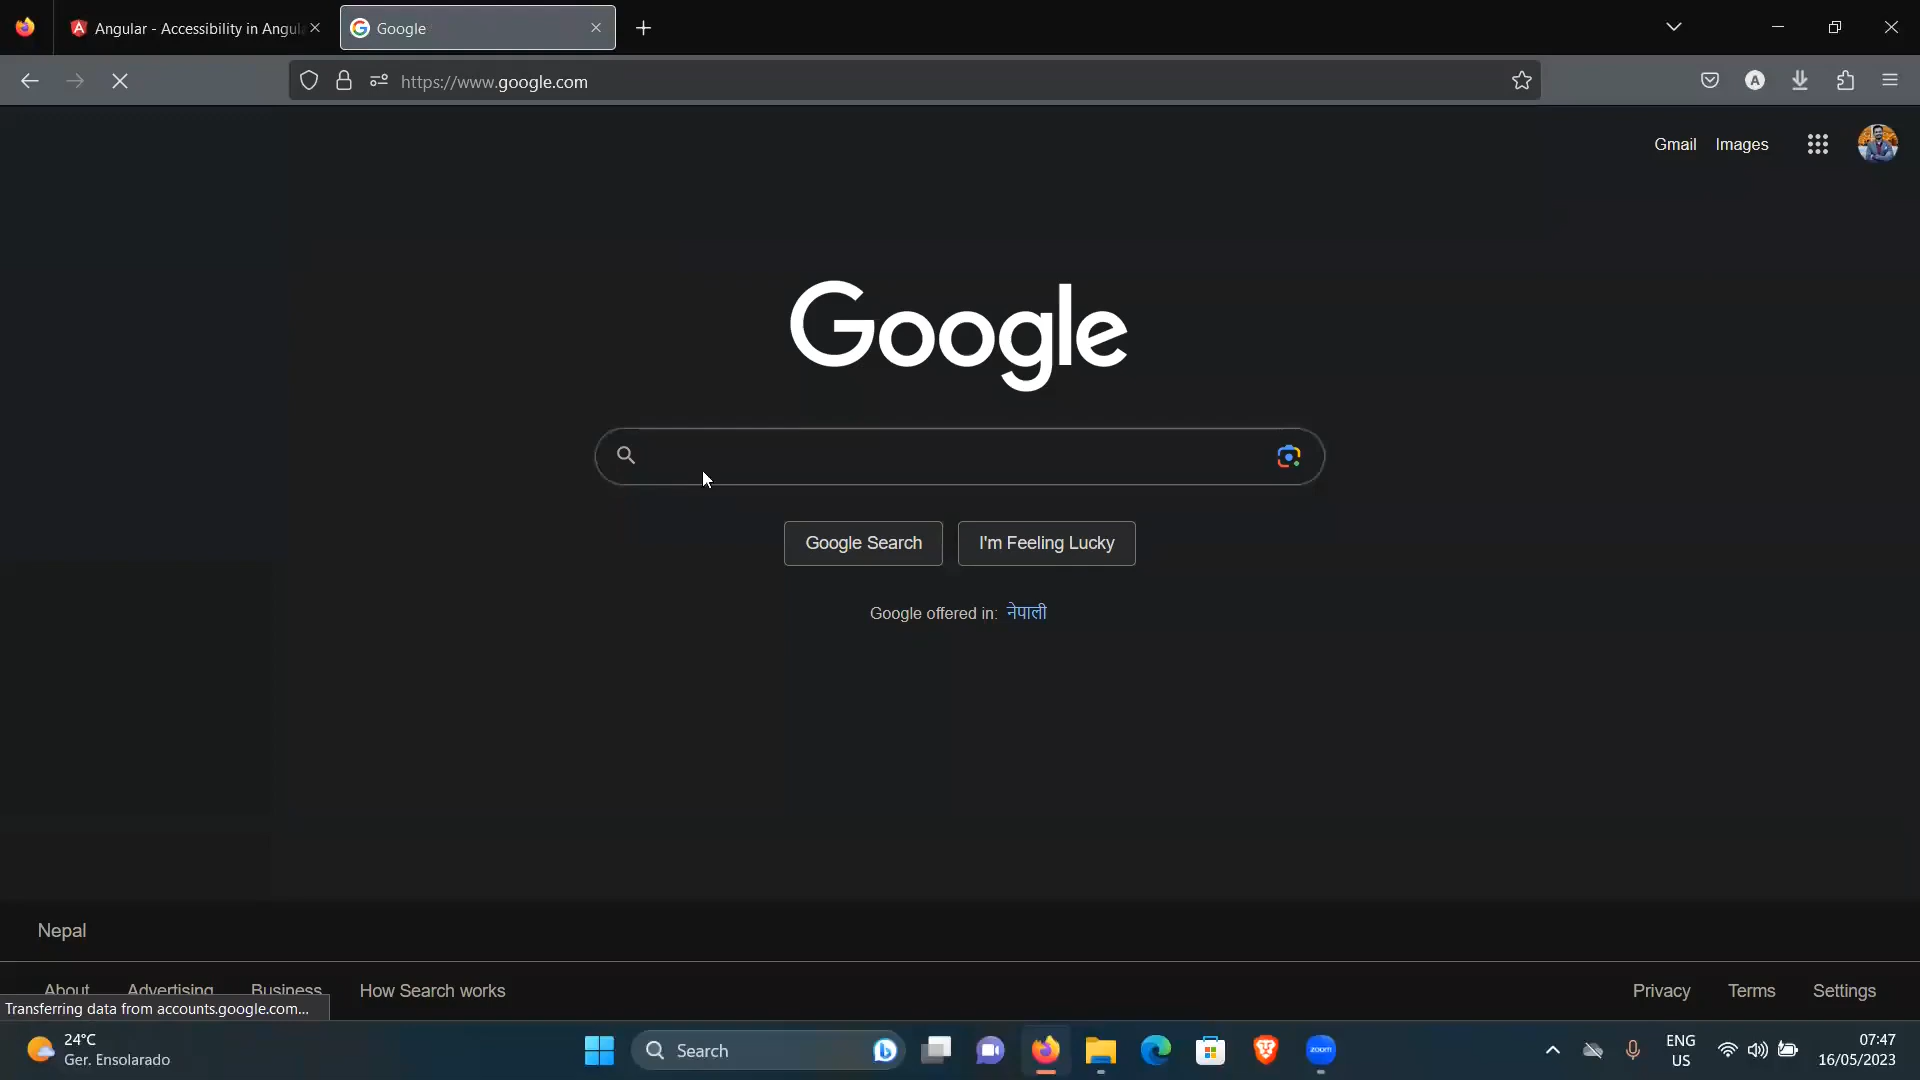 Angular - Accessibility in Angul
Google
https://www.google.com
Gmail Images
Google
Google Search I'm Feeling Lucky
Google offered in: नेपाली
Nepal
About Advertising Business How Search works Privacy Terms Settings
Transferring data from accounts.google.com...
24°C
Ger. Ensolarado
Search
zoom
ENG
US
07:47
16/05/2023